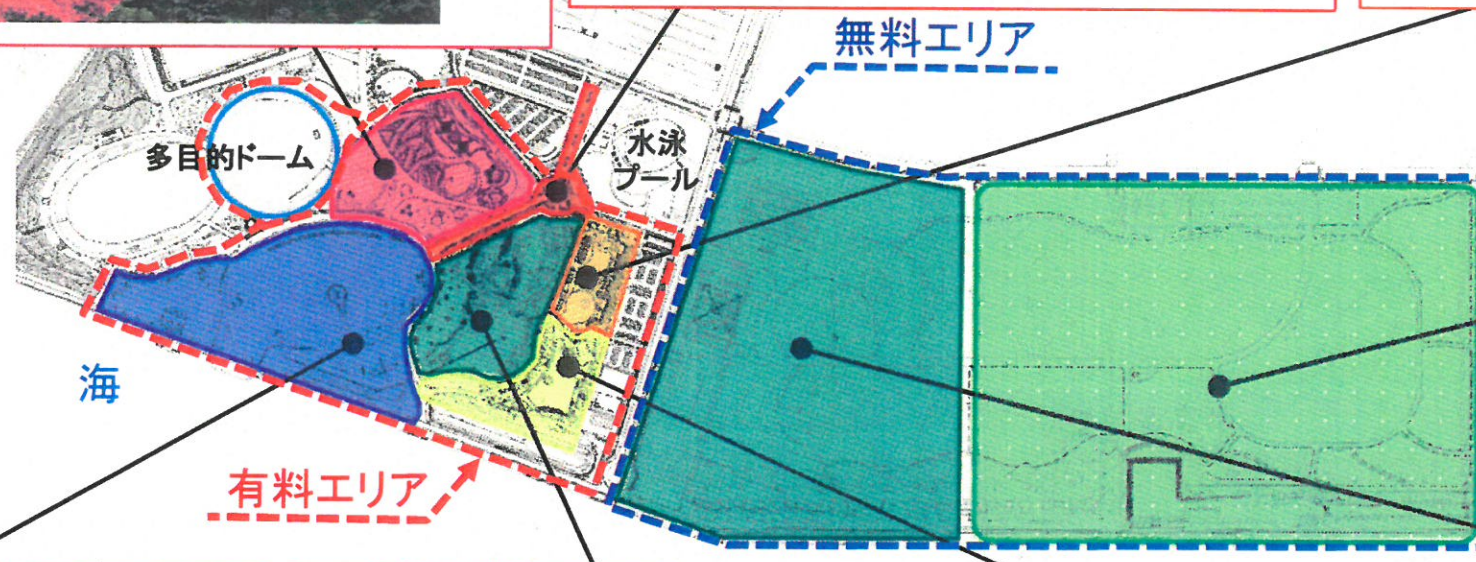 無料エリア
多目的ドーム
水泳
プール
海
有料エリア